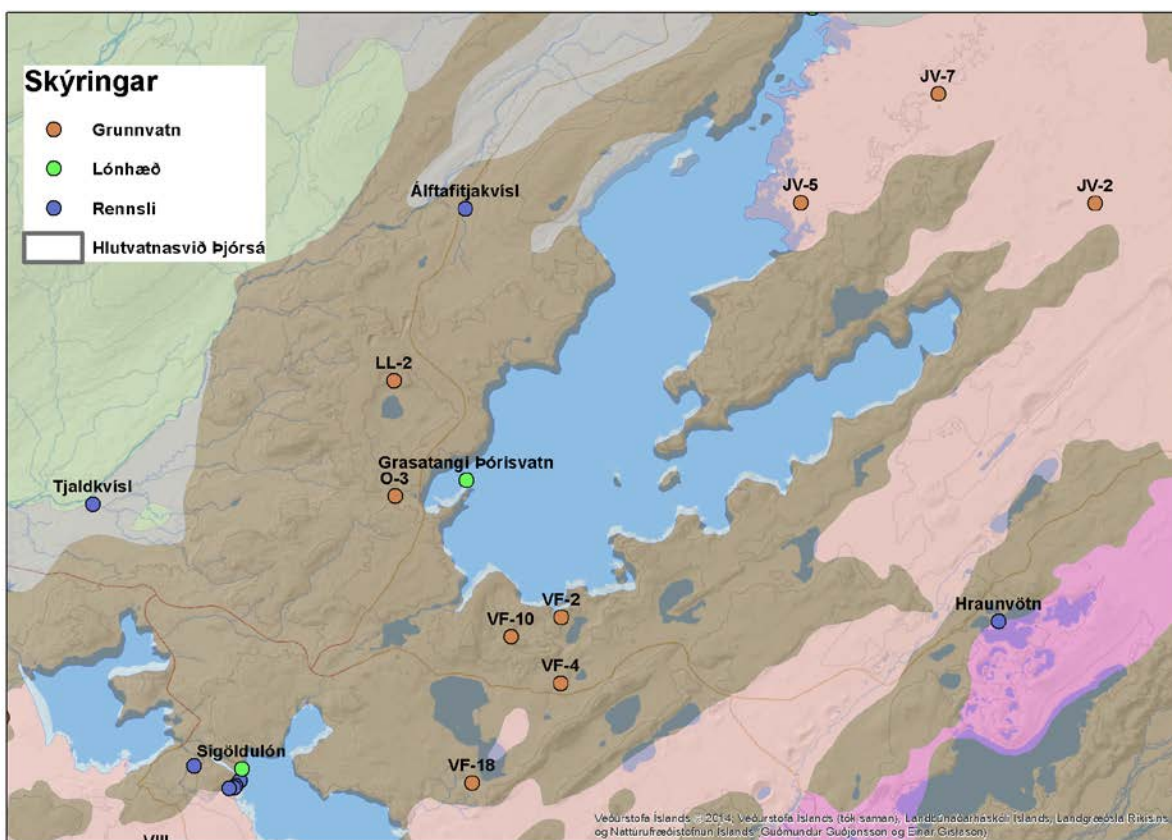 Skýringar
Grunnvatn
Lónhæð
Rennsli
Hlutvatnasvið Þjórsá
JV-7
JV-5
JV-2
Álftafitjakvísl
LL-2
Grasatangi Þórisvatn
O-3
Tjaldkvísl
VF-2
VF-10
Hraunvötn
VF-4
Sigöldulón
VF-18
Veðurstofa Íslands © 2014; Veðurstofa Íslands (tók saman), Landbúnaðarháskóli Íslands, Landgræðsla Ríkisins
og Náttúrufræðistofnun Íslands (Guðmundur Guðjónsson og Einar Gíslason)